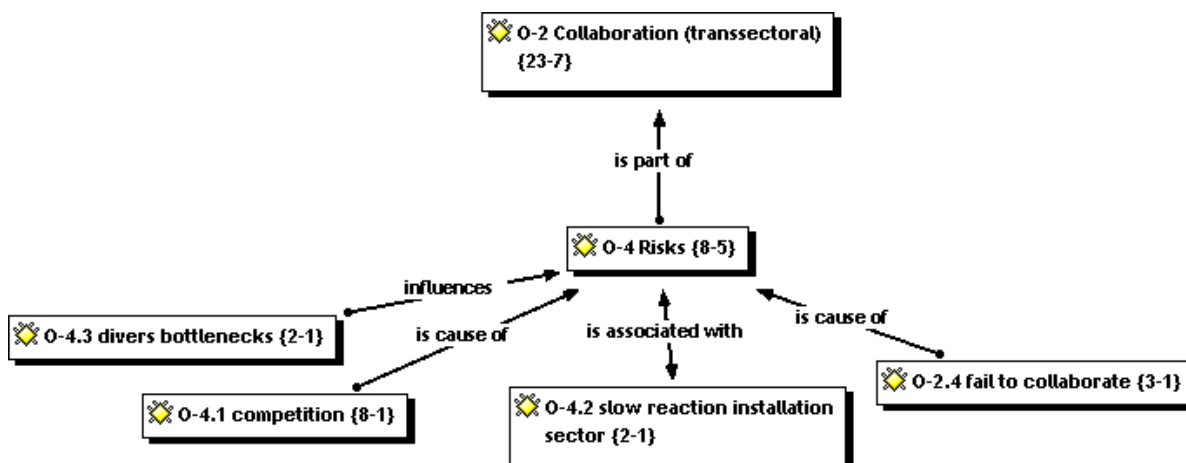 O-2 Collaboration (transsectoral)
{23-7}
is part of
O-4 Risks {8-5}
influences
is cause of
is associated with
is cause of
O-4.3 divers bottlenecks {2-1}
O-4.1 competition {8-1}
O-4.2 slow reaction installation
sector {2-1}
O-2.4 fail to collaborate {3-1}